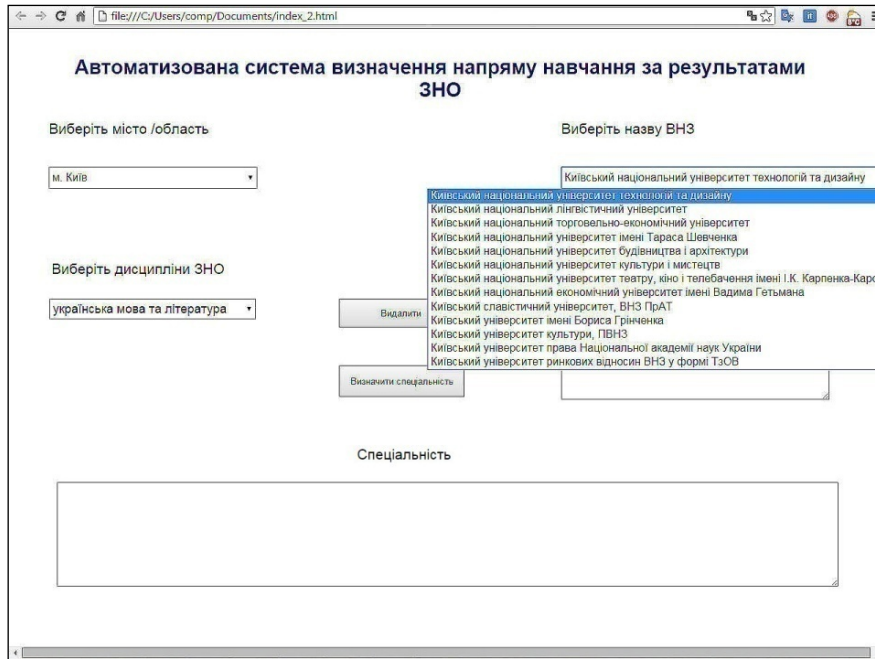 file:///C:/Users/comp/Documents/index_2.html
Автоматизована система визначення напряму навчання за результатами
ЗНО
Виберіть місто /область
Виберіть назву ВНЗ
м. Київ
Київський національний університет технологій та дизайну
Київський національний університет технологій та дизайну
Київський національний лінгвістичний університет
Київський національний торговельно-економічний університет
Київський національний університет імені Тараса Шевченка
Київський національний університет будівництва і архітектури
Київський національний університет культури і мистецтв
Київський національний університет театру, кіно і телебачення імені І.К. Карпенка-Каро
Київський національний економічний університет імені Вадима Гетьмана
Київський славістичний університет, ВНЗ ПрАТ
Київський університет імені Бориса Грінченка
Київський університет культури, ПВНЗ
Київський університет права Національної академії наук України
Київський університет ринкових відносин ВНЗ у формі ТзОВ
Виберіть дисципліни ЗНО
українська мова та література
Видалити
Визначити спеціальність
Спеціальність